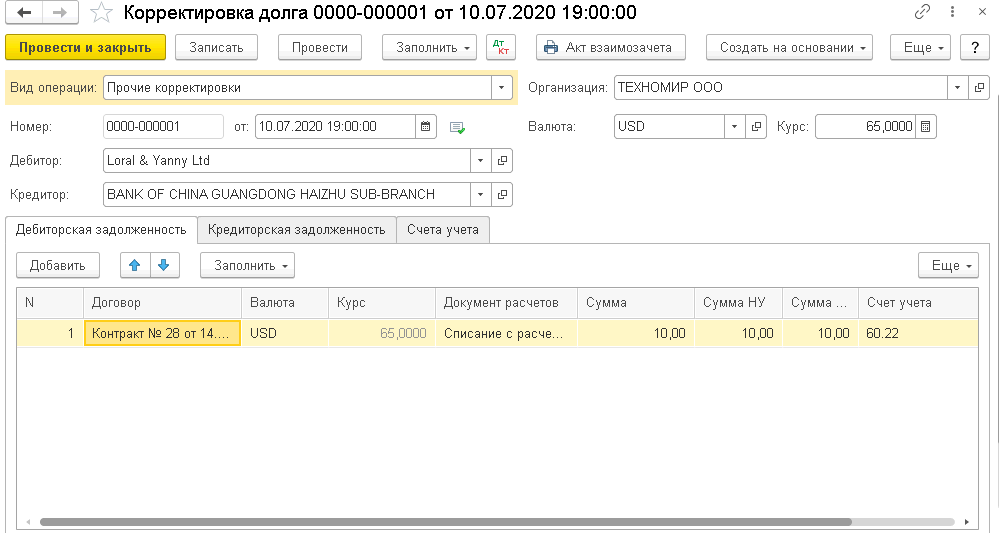 Корректировка долга 0000-000001 от 10.07.2020 19:00:00
Провести и закрыть Записать Провести Заполнить Дт Кт Акт взаимозачета Создать на основании Еще ?
Вид операции: Прочие корректировки Организация: ТЕХНОМИР ООО
Номер: 0000-000001 от: 10.07.2020 19:00:00 Валюта: USD Курс: 65,0000
Дебитор: Loral & Yanny Ltd
Кредитор: BANK OF CHINA GUANGDONG HAIZHU SUB-BRANCH
Дебиторская задолженность Кредиторская задолженность Счета учета
Добавить Заполнить Еще
N Договор Валюта Курс Документ расчетов Сумма Сумма НУ Сумма ... Счет учета
1 Контракт № 28 от 14.... USD 65,0000 Списание с расче... 10,00 10,00 10,00 60.22